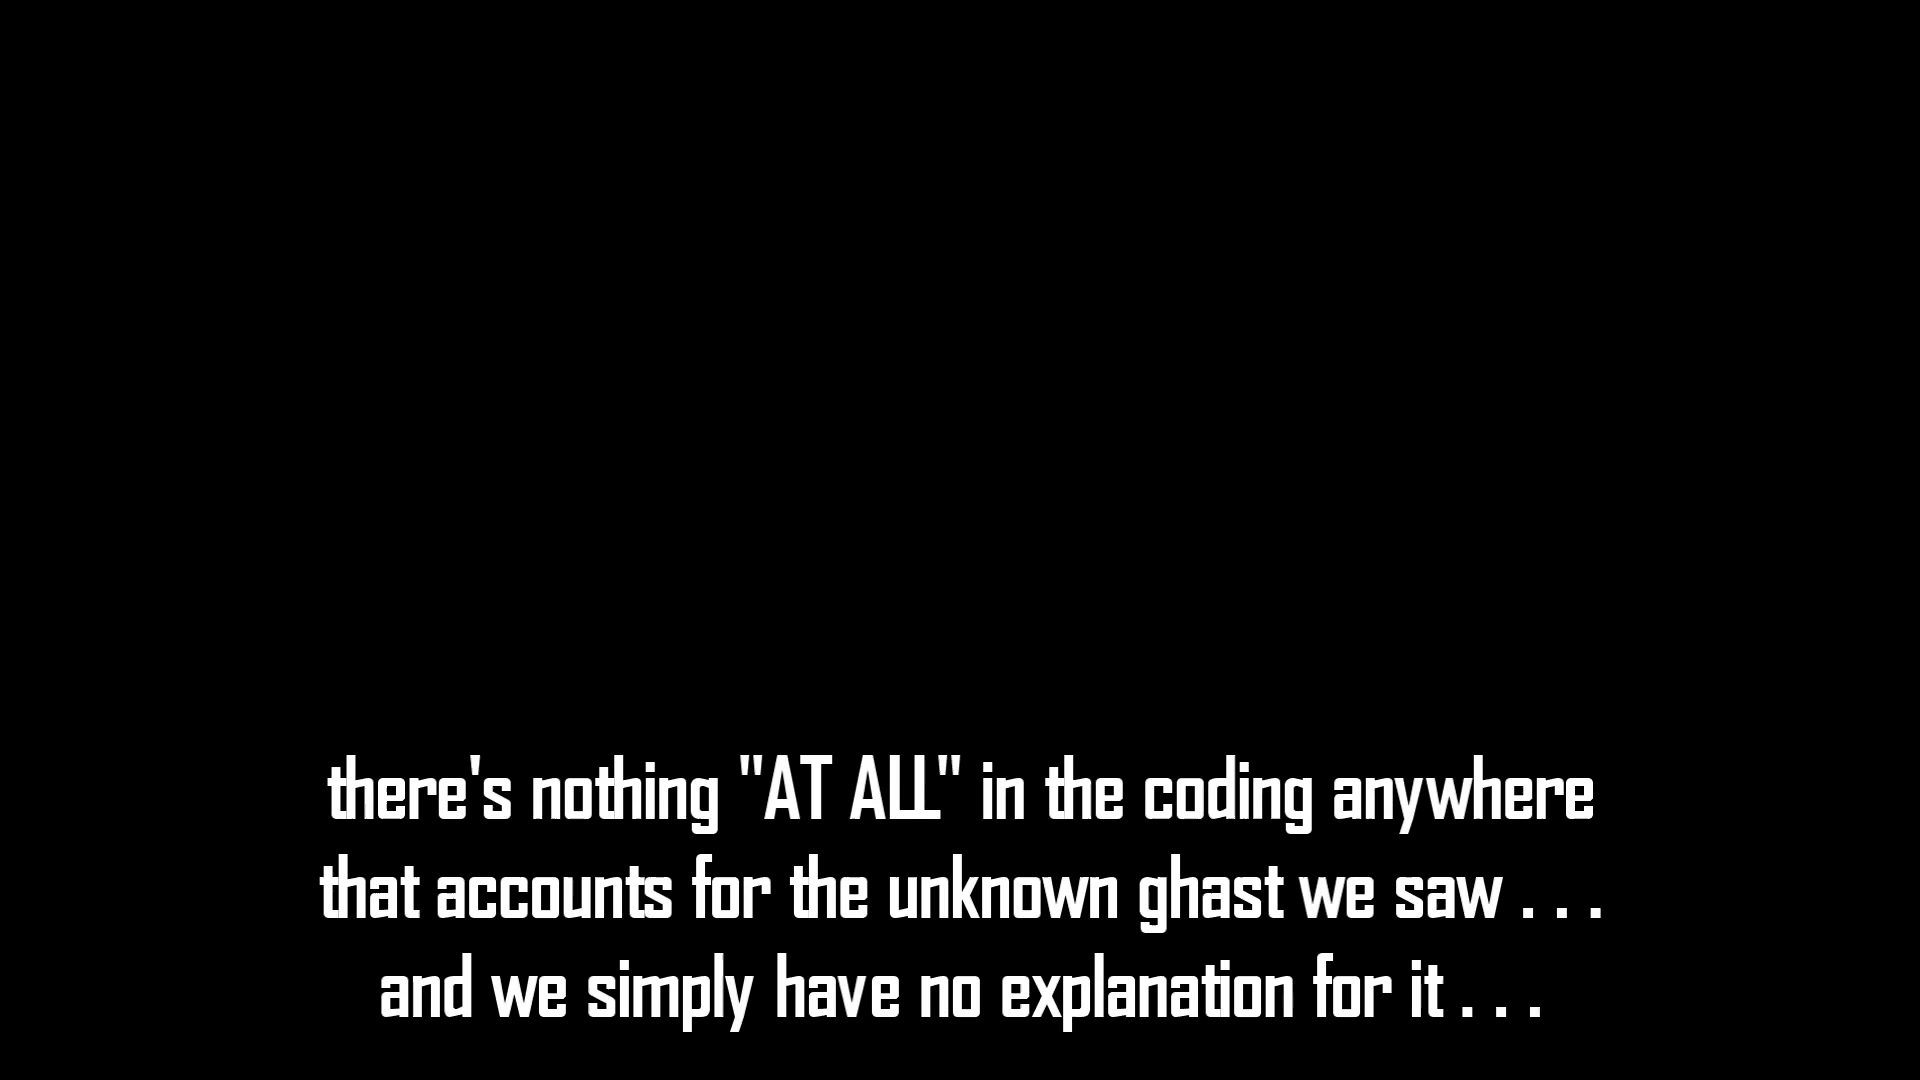 there's nothing "AT ALL" in the coding anywhere
that accounts for the unknown ghast we saw . . .
and we simply have no explanation for it . . .